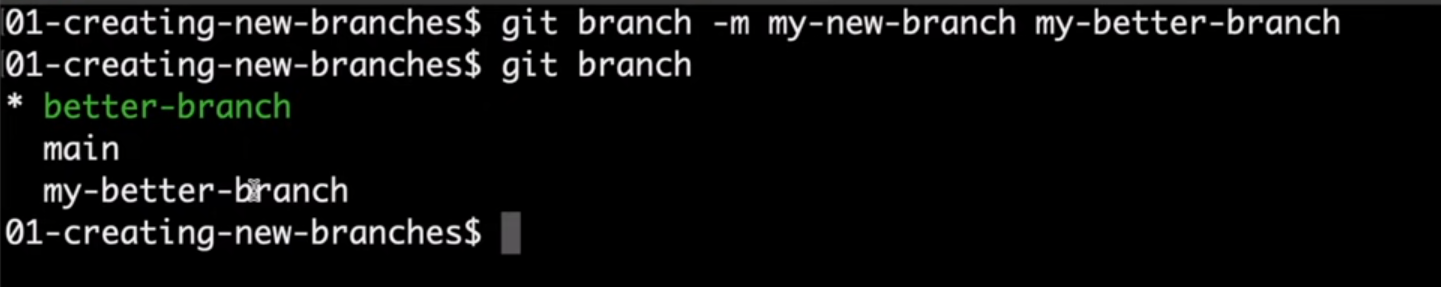 01-creating-new-branches$ git branch -m my-new-branch my-better-branch
01-creating-new-branches$ git branch
* better-branch
main
my-better-branch
01-creating-new-branches$